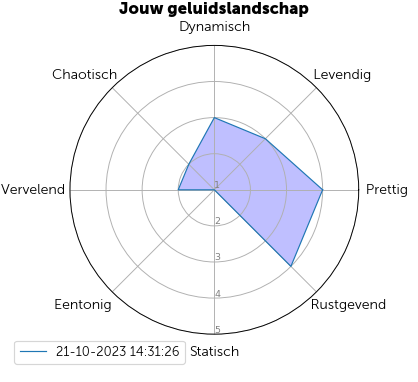 Jouw geluidslandschap
Dynamisch
Chaotisch
Levendig
Vervelend
1
Prettig
2
3
Eentonig
4
Rustgevend
5
21-10-2023 14:31:26
Statisch